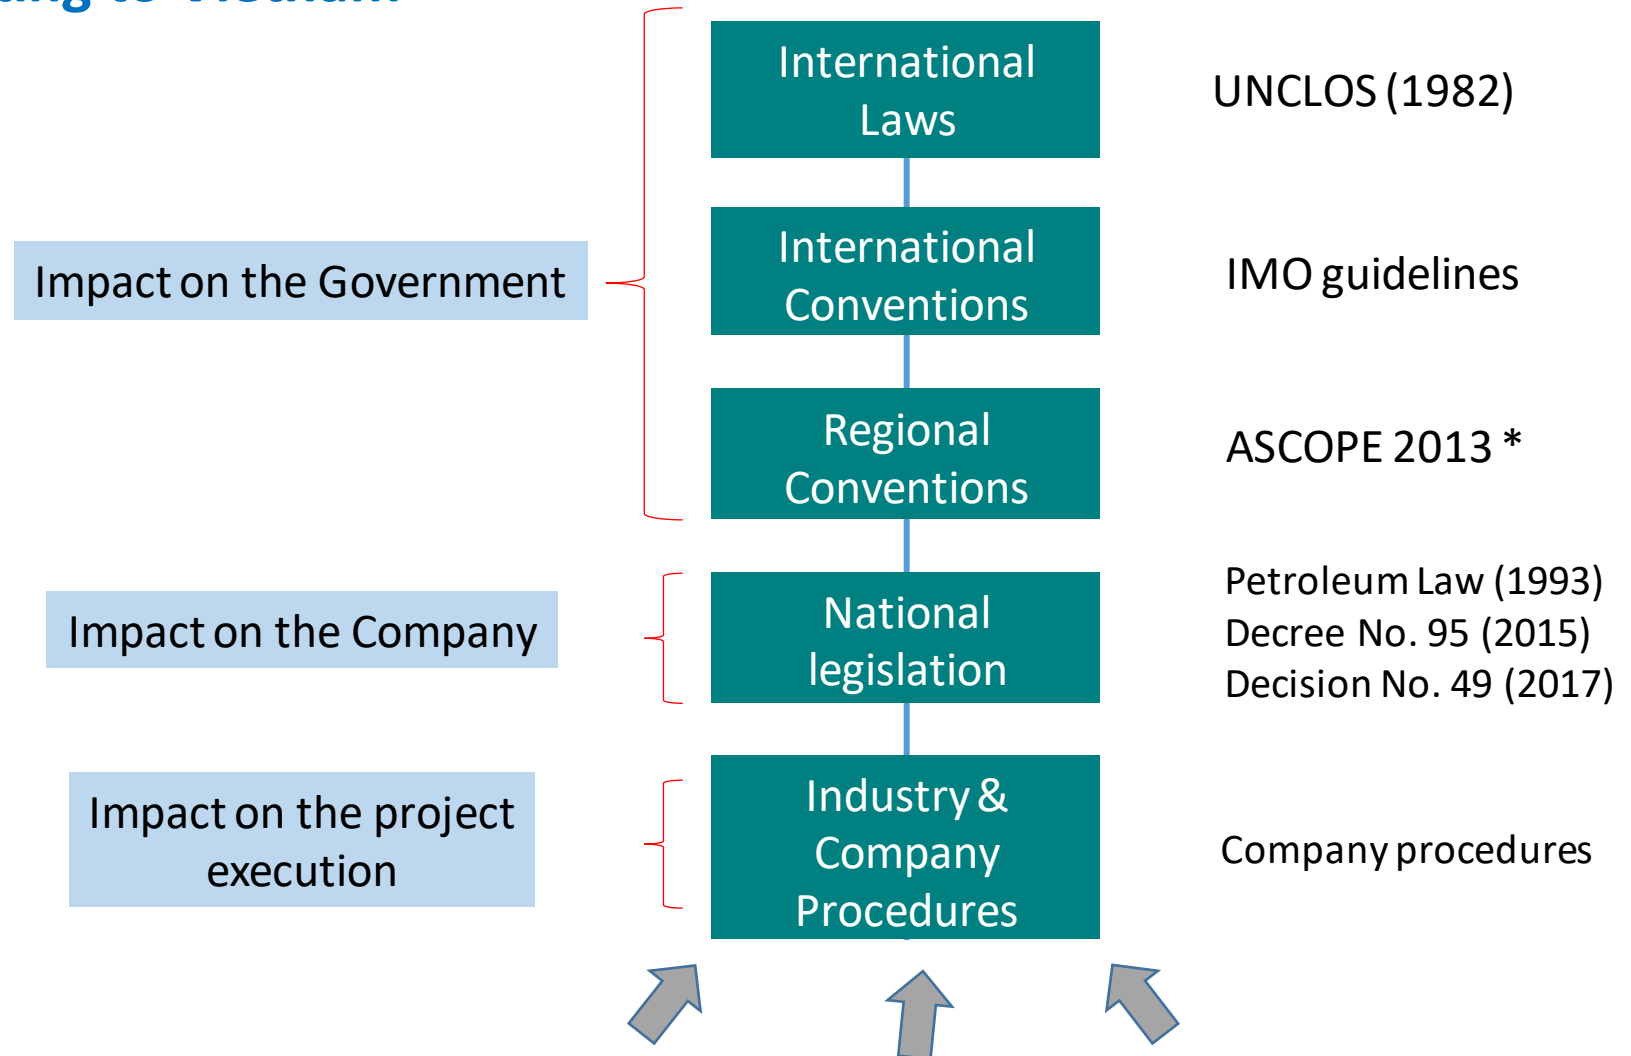 to Vietnam
International
Laws
UNCLOS (1982)
International
Conventions
IMO guidelines
Impact on the Government
Regional
Conventions
ASCOPE 2013 *
National
legislation
Petroleum Law (1993)
Decree No. 95 (2015)
Decision No. 49 (2017)
Impact on the Company
Industry &
Company
Procedures
Company procedures
Impact on the project
execution